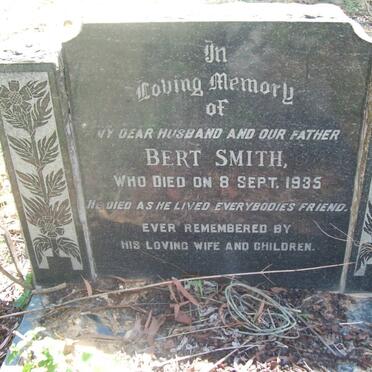 In
Loving Memory
of
MY DEAR HUSBAND AND OUR FATHER
BERT SMITH,
WHO DIED ON 8 SEPT. 1935
HE DIED AS HE LIVED EVERYBODIES FRIEND.
EVER REMEMBERED BY
HIS LOVING WIFE AND CHILDREN.